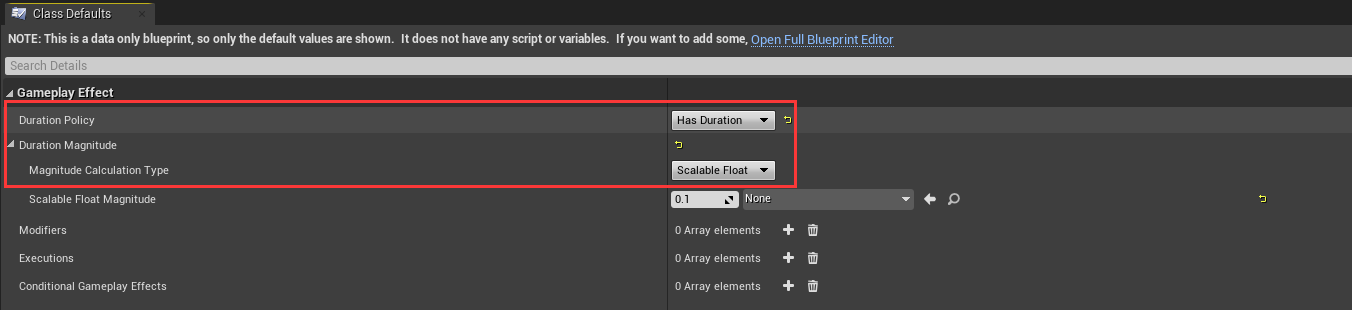 Class Defaults
NOTE: This is a data only blueprint, so only the default values are shown.  It does not have any script or variables.  If you want to add some, Open Full Blueprint Editor
Search Details
Gameplay Effect
Duration Policy Has Duration
Duration Magnitude
Magnitude Calculation Type Scalable Float
Scalable Float Magnitude 0.1 None
Modifiers 0 Array elements
Executions 0 Array elements
Conditional Gameplay Effects 0 Array elements